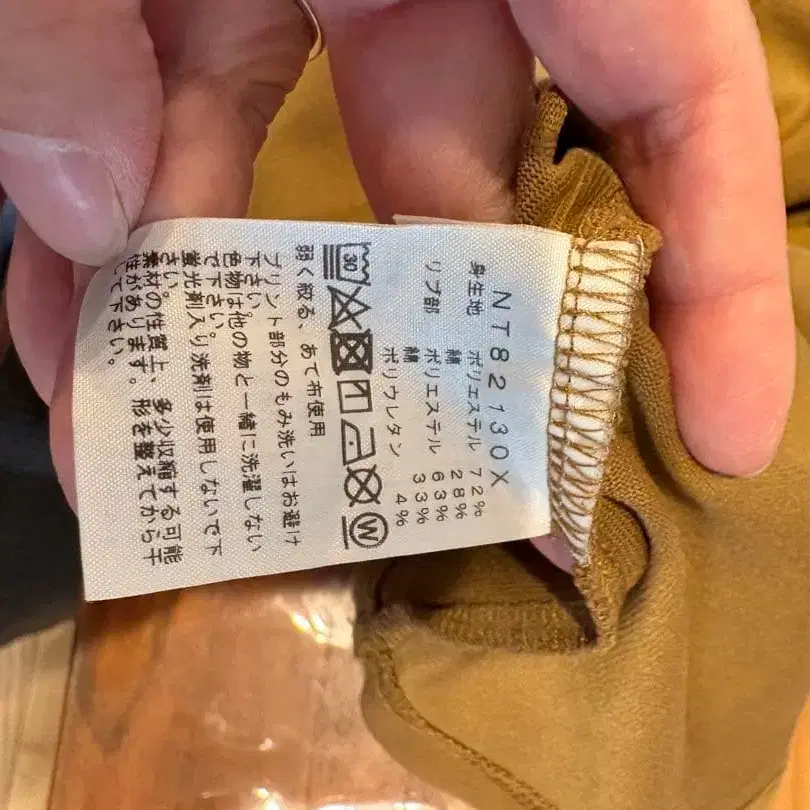 NT82130X
身生地 ポリエステル 72%
綿 28%
リブ部 ポリエステル 63%
綿 33%
ポリウレタン 4%
30
W
弱く絞る、あて布使用
プリント部分のもみ洗いはお避け
下さい。
色物は他の物と一緒に洗濯しない
で下さい。
蛍光剤入り洗剤は使用しないで下
さい。
素材の性質上、多少収縮する可能
性があります。形を整えてから干
して下さい。